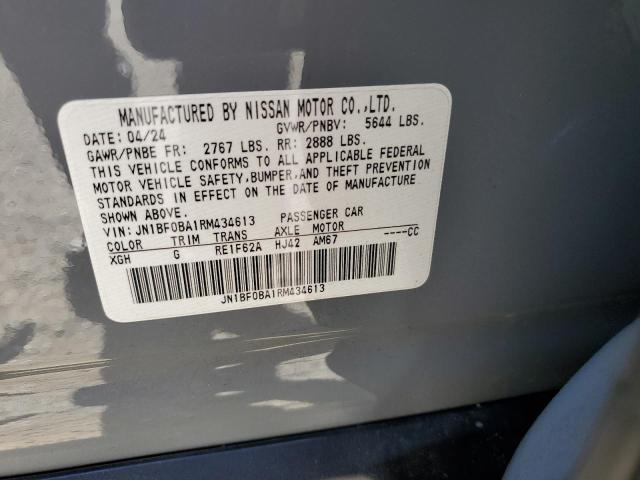 MANUFACTURED BY NISSAN MOTOR CO.,LTD.
DATE: 04/24 GVWR/PNBV: 5644 LBS.
GAWR/PNBE FR: 2767 LBS. RR: 2888 LBS.
THIS VEHICLE CONFORMS TO ALL APPLICABLE FEDERAL
MOTOR VEHICLE SAFETY,BUMPER,AND THEFT PREVENTION
STANDARDS IN EFFECT ON THE DATE OF MANUFACTURE
SHOWN ABOVE.
VIN: JN1BF0BA1RM434613 PASSENGER CAR
COLOR TRIM TRANS AXLE MOTOR ----CC
XGH G RE1F62A HJ42 AM67
JN1BF0BA1RM434613